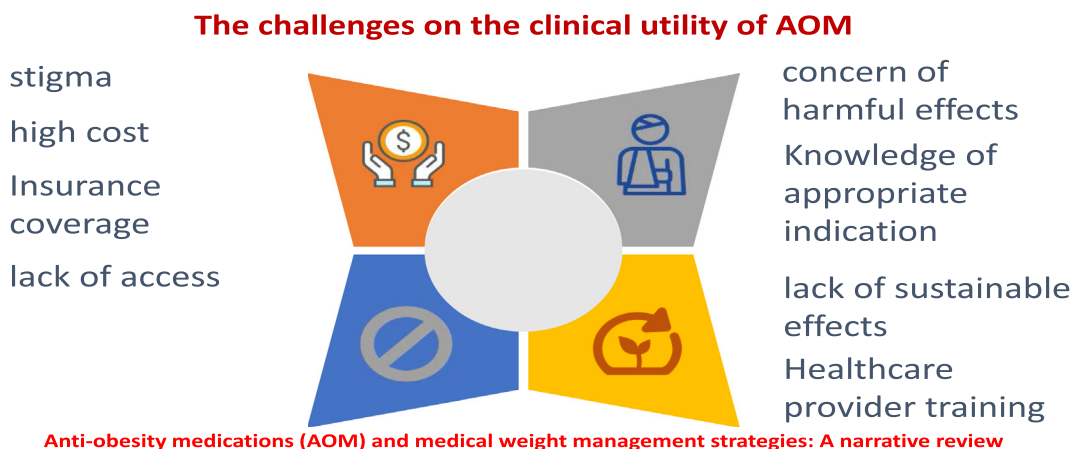 The challenges on the clinical utility of AOM
stigma
high cost
Insurance
coverage
lack of access
$
concern of
harmful effects
Knowledge of
appropriate
indication
lack of sustainable
effects
Healthcare
provider training
Anti-obesity medications (AOM) and medical weight management strategies: A narrative review